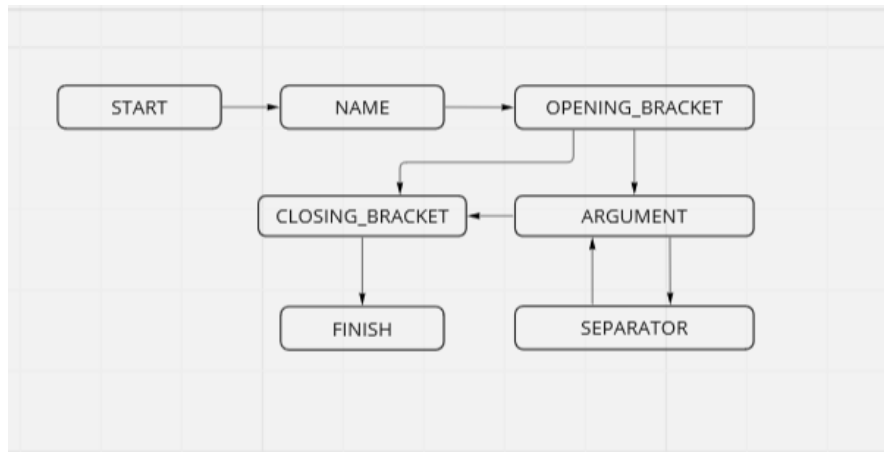 START
NAME
OPENING_BRACKET
CLOSING_BRACKET
ARGUMENT
FINISH
SEPARATOR